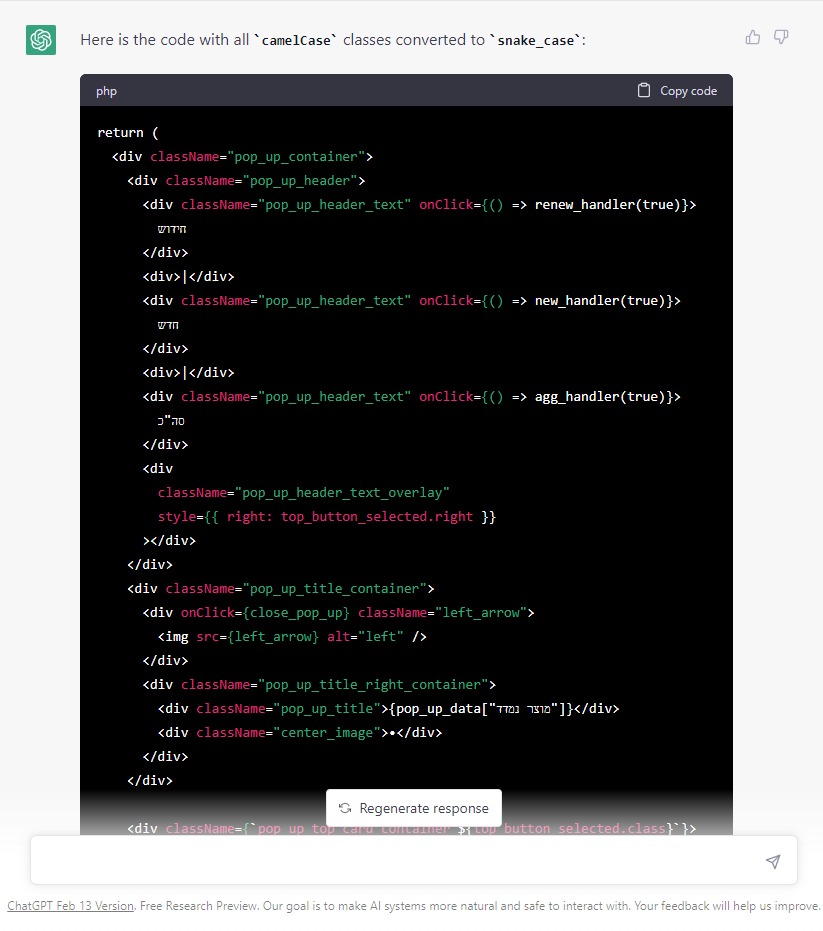 Here is the code with all `camelCase` classes converted to `snake_case`:
php
Copy code
return (
<div className="pop_up_container">
<div className="pop_up_header">
<div className="pop_up_header_text" onClick={() => renew_handler(true)}>
חידוש
</div>
<div>|</div>
<div className="pop_up_header_text" onClick={() => new_handler(true)}>
חדש
</div>
<div>|</div>
<div className="pop_up_header_text" onClick={() => agg_handler(true)}>
סה"כ
</div>
<div
className="pop_up_header_text_overlay"
style={{ right: top_button_selected.right }}
></div>
</div>
<div className="pop_up_title_container">
<div onClick={close_pop_up} className="left_arrow">
<img src={left_arrow} alt="left" />
</div>
<div className="pop_up_title_right_container">
<div className="pop_up_title">{pop_up_data["מוצר נמדד"]}</div>
<div className="center_image">•</div>
</div>
</div>
Regenerate response
<div className={`pop_up_top_card_container ${top_button_selected.class}`}>
ChatGPT Feb 13 Version. Free Research Preview. Our goal is to make AI systems more natural and safe to interact with. Your feedback will help us improve.